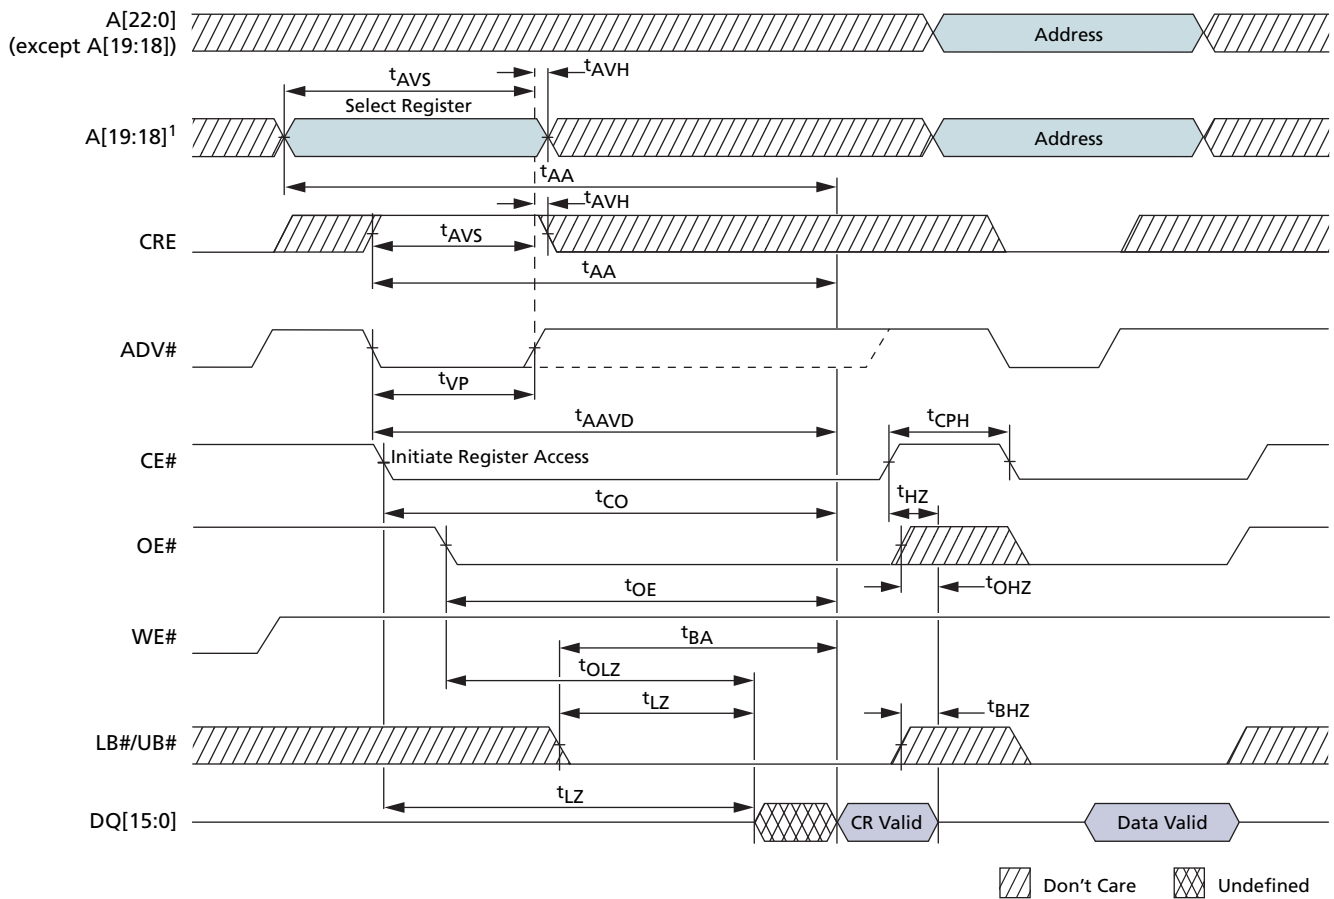 A[22:0]
(except A[19:18])
Address
tAVS
tAVH
Select Register
A[19:18]1
Address
tAA
tAVH
CRE
tAVS
tAA
ADV#
tVP
tAAVD
tCPH
CE#
Initiate Register Access
tCO
tHZ
OE#
tOE
tOHZ
WE#
tBA
tOLZ
tLZ
tBHZ
LB#/UB#
tLZ
DQ[15:0]
CR Valid
Data Valid
Don't Care
Undefined